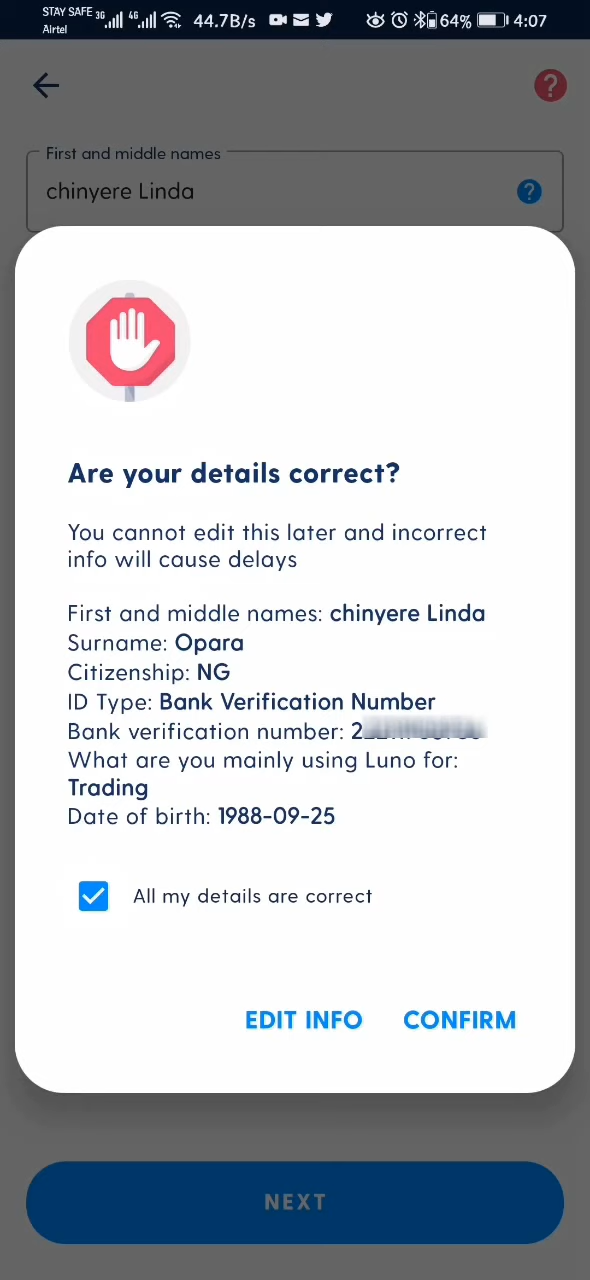 STAY SAFE
Airtel
3G 4G 44.7B/s 64% 4:07
?
First and middle names
chinyere Linda ?
Are your details correct?
You cannot edit this later and incorrect
info will cause delays
First and middle names: chinyere Linda
Surname: Opara
Citizenship: NG
ID Type: Bank Verification Number
Bank verification number: 2
What are you mainly using Luno for:
Trading
Date of birth: 1988-09-25
All my details are correct
EDIT INFO CONFIRM
NEXT